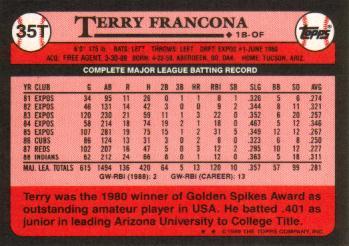 35T
TERRY FRANCONA
1B-OF
Topps
6'0" 175 lb. BATS: LEFT THROWS: LEFT DRAFT: EXPOS #1-JUNE 1980
ACQ: FREE AGENT, 3-30-89 BORN: 4-22-59, ABERDEEN, SO. DAK. HOME: TUCSON, ARIZ.
COMPLETE MAJOR LEAGUE BATTING RECORD
YR CLUB G AB R H 2B 3B HR RBI SB SLG BB SO AVG
81 EXPOS 34 95 11 26 0 1 1 8 1 .326 5 6 .274
82 EXPOS 46 131 14 42 3 0 0 9 2 .344 8 11 .321
83 EXPOS 120 230 21 59 11 1 3 22 0 .352 6 20 .257
84 EXPOS 58 214 18 74 19 2 1 18 0 .467 5 12 .346
85 EXPOS 107 281 19 75 15 1 2 31 5 .349 12 12 .267
86 CUBS 86 124 13 31 3 0 2 8 0 .323 6 8 .250
87 REDS 102 207 16 47 5 0 3 12 2 .295 10 12 .227
88 INDIANS 62 212 24 66 8 0 1 12 0 .363 5 18 .311
MAJ. LEA. TOTALS 615 1494 136 420 64 5 13 120 10 .357 57 99 .281
GW-RBI (1988): 2 GW-RBI (CAREER): 13
Terry was the 1980 winner of Golden Spikes Award as
outstanding amateur player in USA. He batted .401 as
junior in leading Arizona University to College Title.
© 1989 THE TOPPS COMPANY, INC.